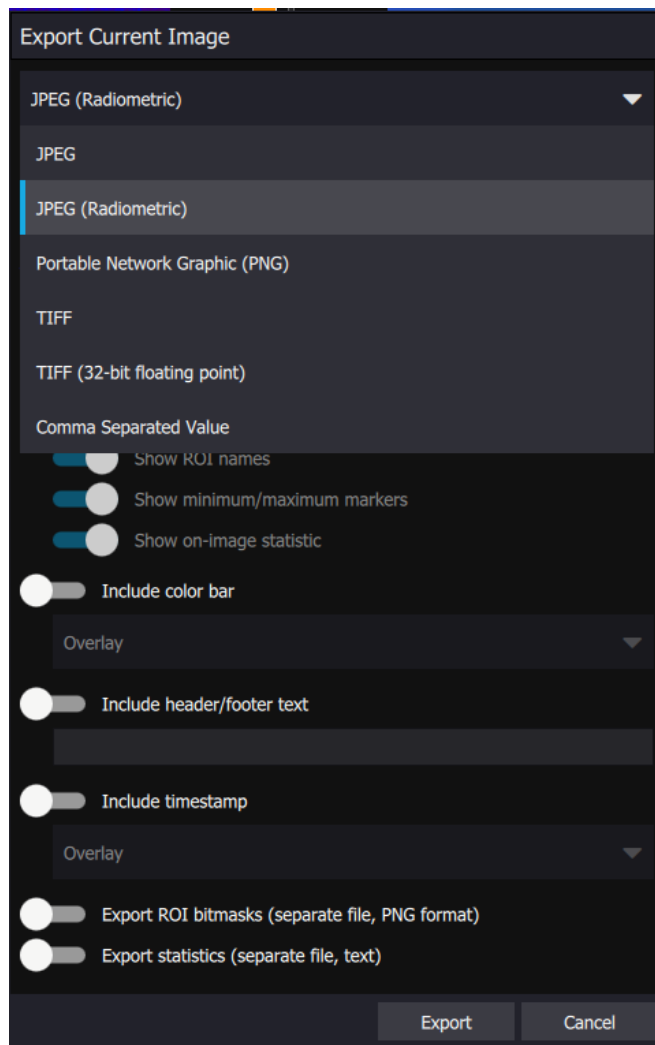 Export Current Image
JPEG (Radiometric)
JPEG
JPEG (Radiometric)
Portable Network Graphic (PNG)
TIFF
TIFF (32-bit floating point)
Comma Separated Value
Show ROI names
Show minimum/maximum markers
Show on-image statistic
Include color bar
Overlay
Include header/footer text
Include timestamp
Overlay
Export ROI bitmasks (separate file, PNG format)
Export statistics (separate file, text)
Export Cancel